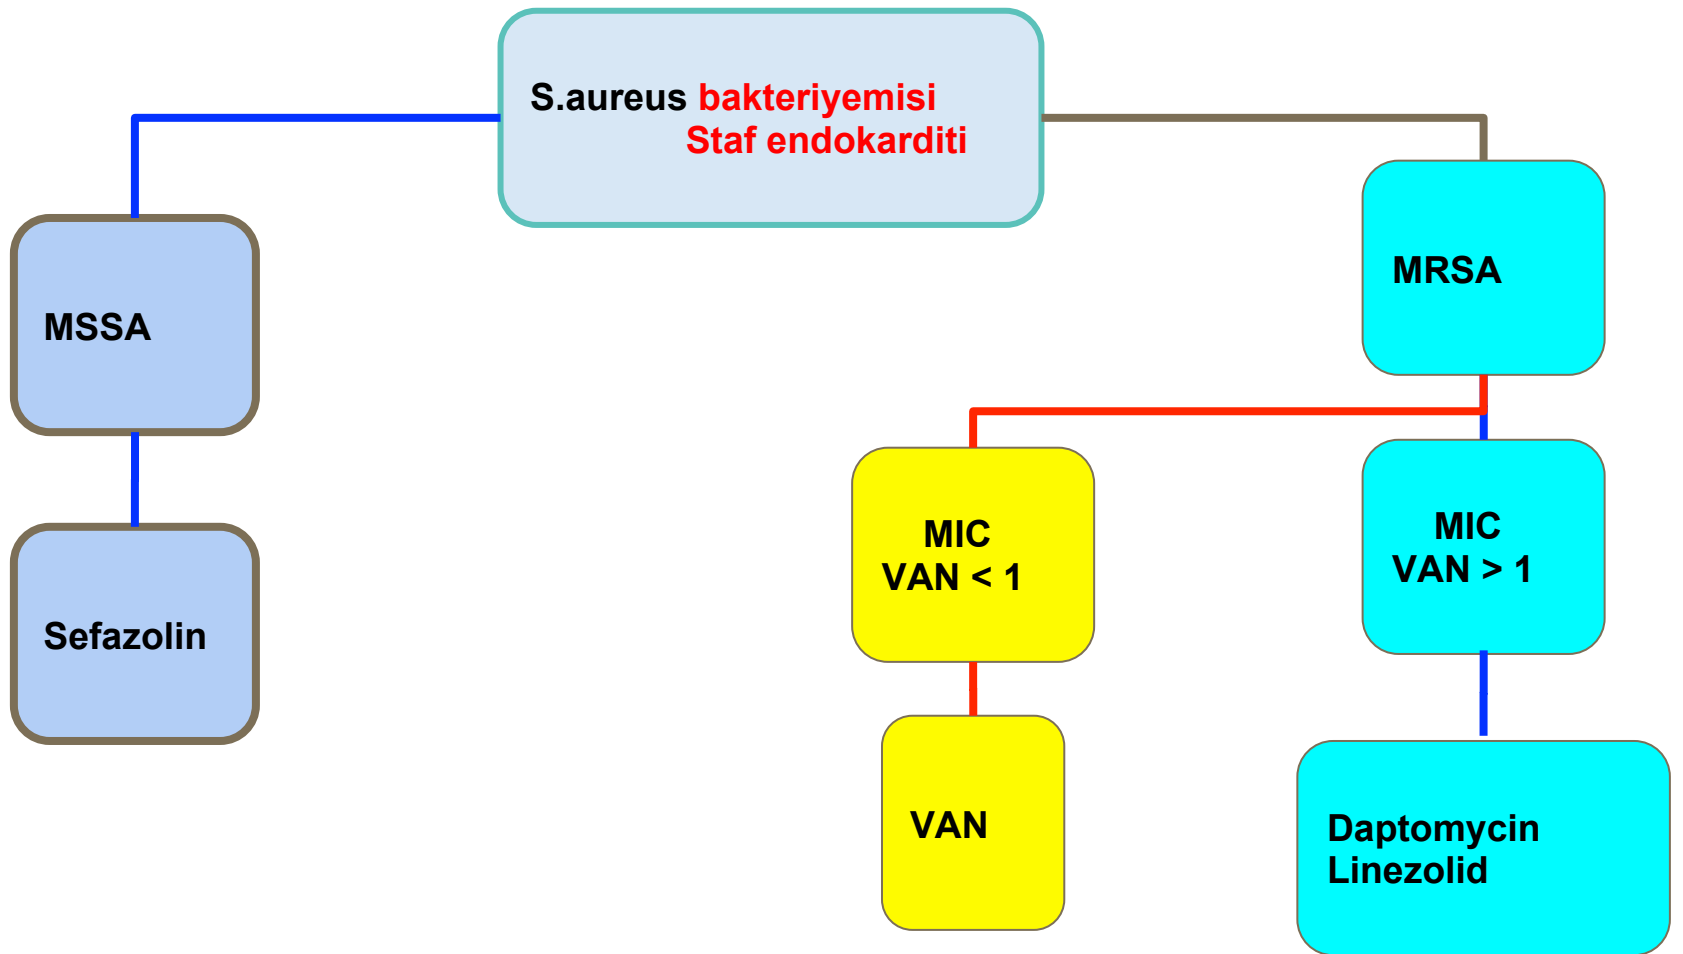 S.aureus bakteriyemisi
Staf endokarditi
MSSA
Sefazolin
MRSA
MIC
VAN < 1
VAN
MIC
VAN > 1
Daptomycin
Linezolid